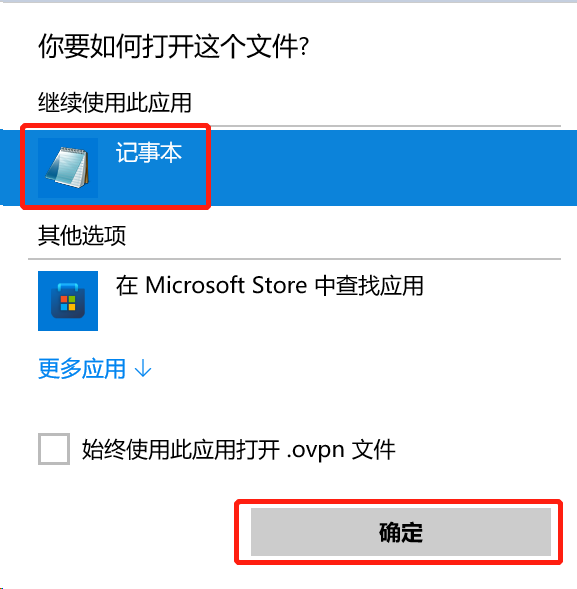 你要如何打开这个文件?
继续使用此应用
记事本
其他选项
在 Microsoft Store 中查找应用
更多应用 ↓
始终使用此应用打开 .ovpn 文件
确定